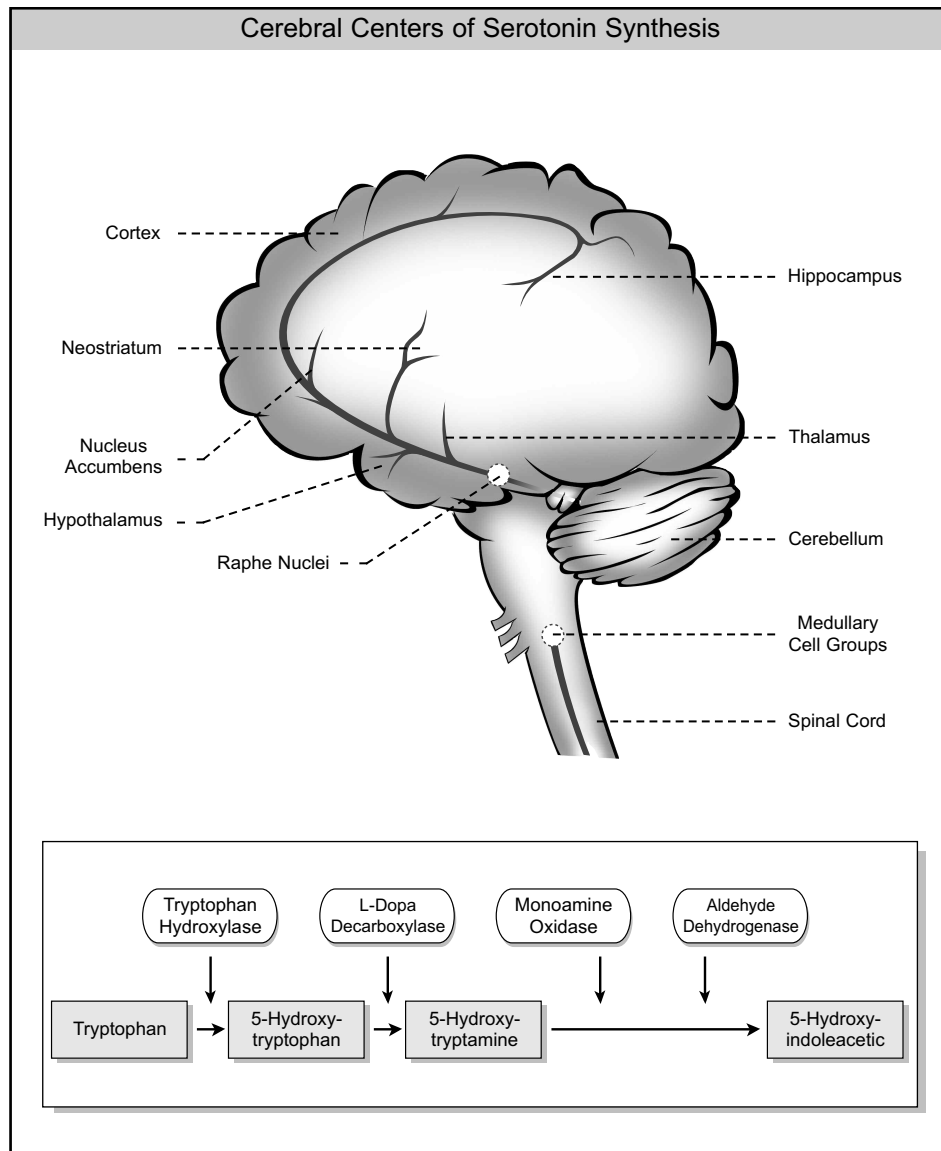 Cerebral Centers of Serotonin Synthesis
Cortex
Hippocampus
Neostriatum
Nucleus
Accumbens
Thalamus
Hypothalamus
Cerebellum
Raphe Nuclei
Medullary
Cell Groups
Spinal Cord
Tryptophan
Hydroxylase
L-Dopa
Decarboxylase
Monoamine
Oxidase
Aldehyde
Dehydrogenase
Tryptophan
5-Hydroxy-
tryptophan
5-Hydroxy-
tryptamine
5-Hydroxy-
indoleacetic